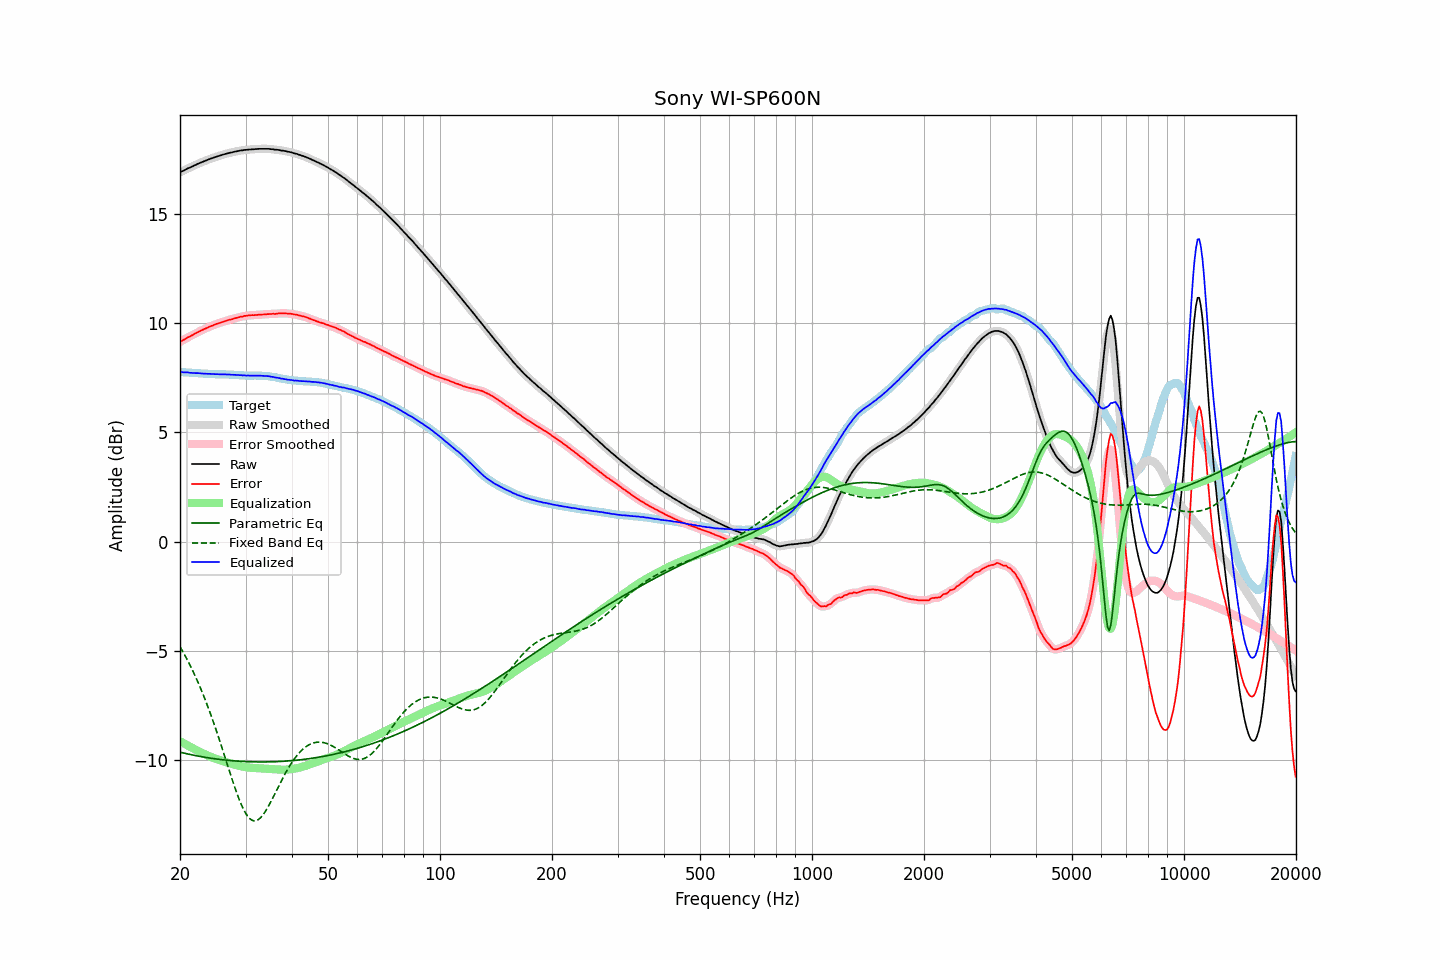 Sony WI-SP600N
Amplitude (dBr)
15
10
5
0
−5
−10
Target
Raw Smoothed
Error Smoothed
Raw
Error
Equalization
Parametric Eq
Fixed Band Eq
Equalized
20
50
100
200
500
1000
2000
5000
10000
20000
Frequency (Hz)